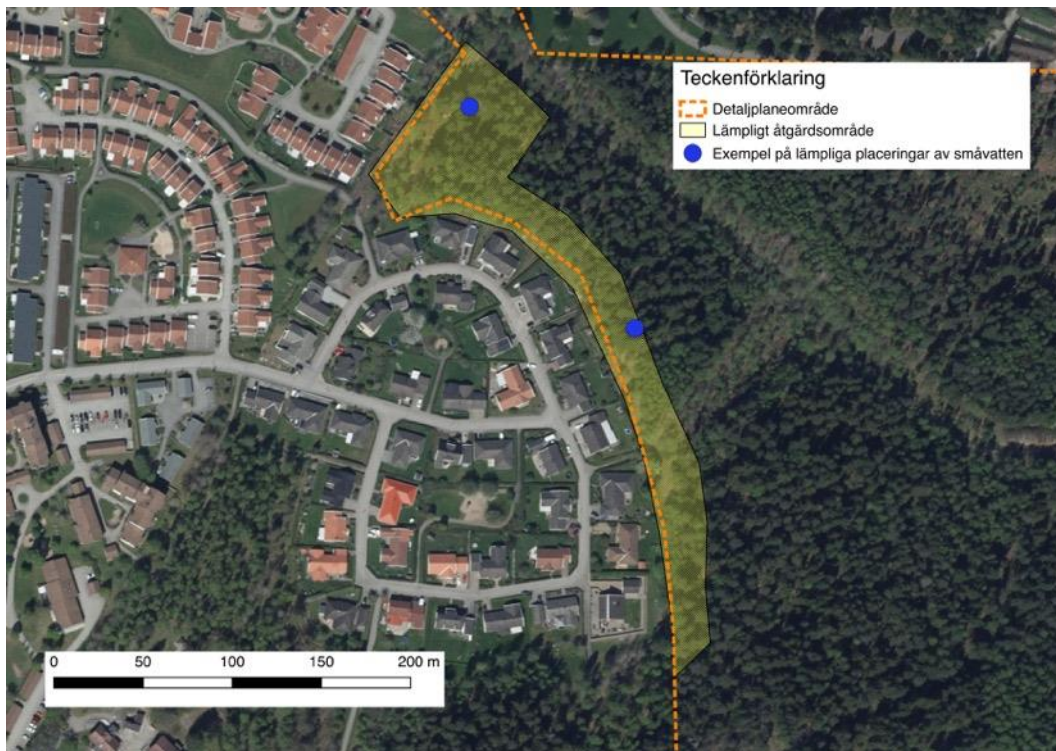 Teckenförklaring
Detaljplaneområde
Lämpligt åtgärdsområde
Exempel på lämpliga placeringar av småvatten
0 50 100 150 200 m